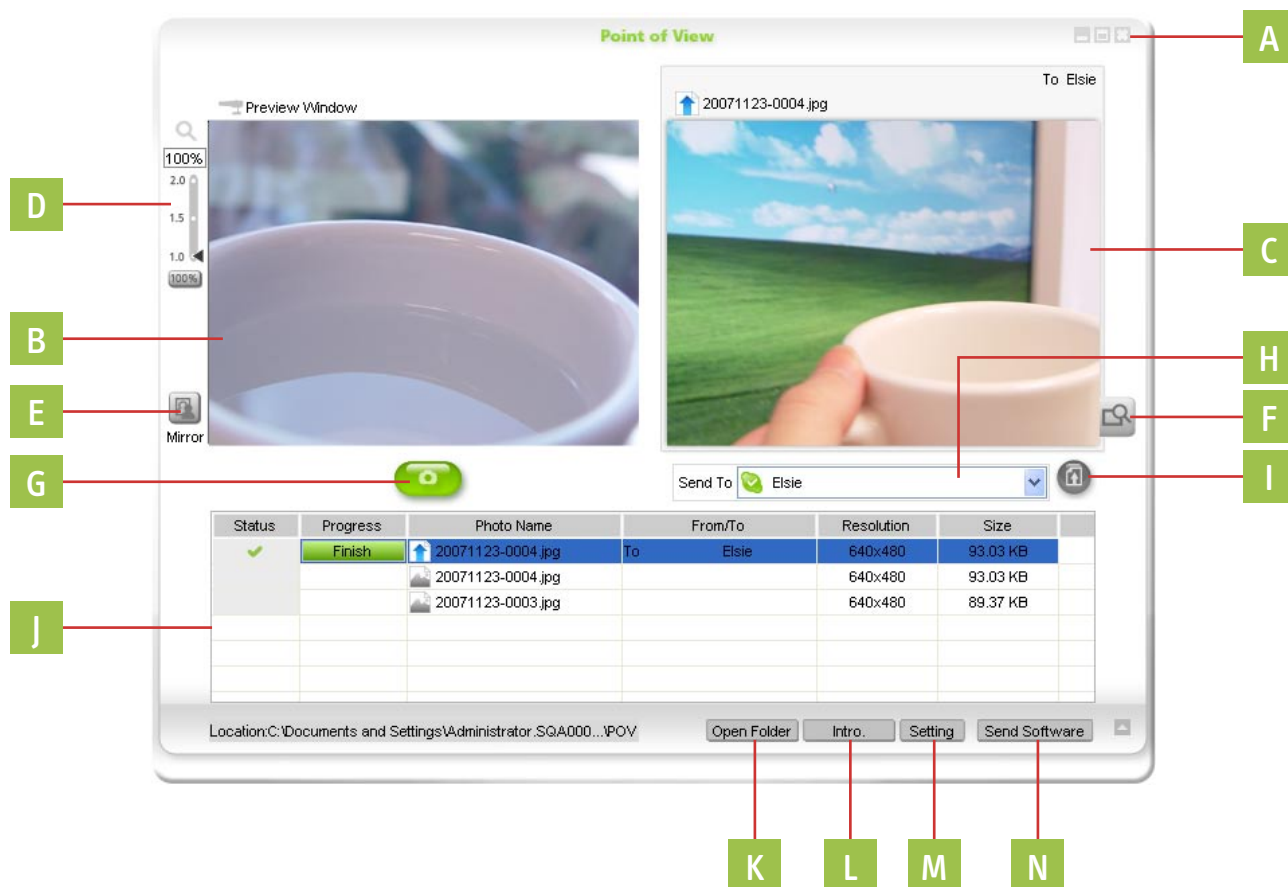 Point of View
A
To Elsie
Preview Window
20071123-0004.jpg
100%
2.0
D
1.5
1.0
100%
C
B
H
E
Mirror
F
G
Send To Elsie
I
Status Progress Photo Name From/To Resolution Size
Finish 20071123-0004.jpg To Elsie 640x480 93.03 KB
20071123-0004.jpg 640x480 93.03 KB
20071123-0003.jpg 640x480 89.37 KB
J
Location:C:\Documents and Settings\Administrator.SQA000...\POV Open Folder Intro. Setting Send Software
K L M N